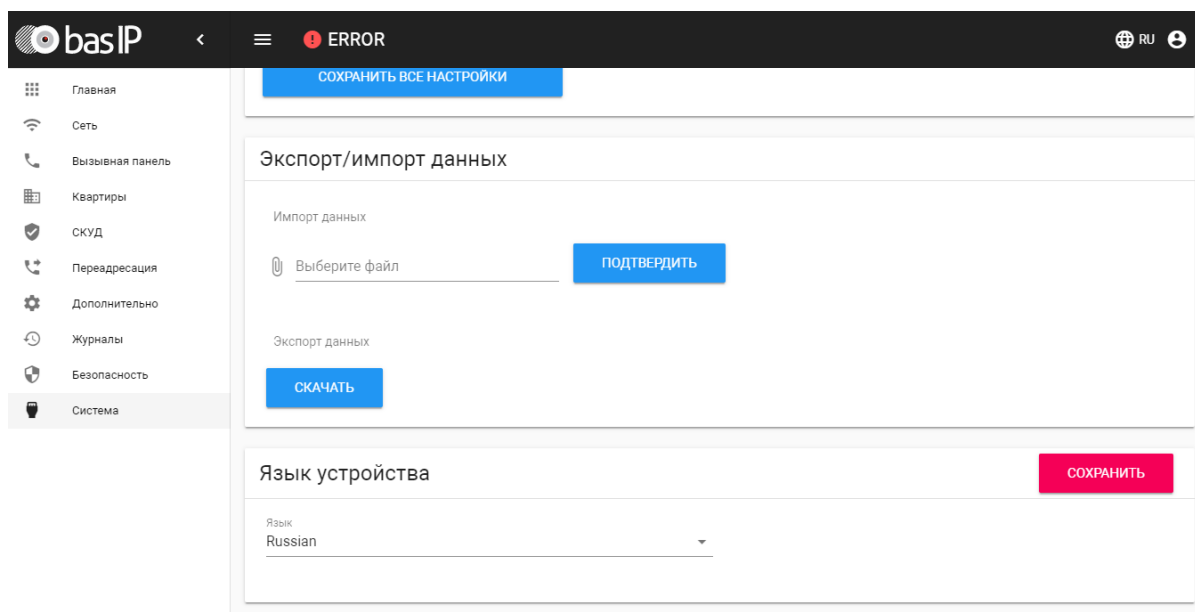 bas IP
ERROR
RU
Главная
Сеть
Вызывная панель
Квартиры
СКУД
Переадресация
Дополнительно
Журналы
Безопасность
Система
СОХРАНИТЬ ВСЕ НАСТРОЙКИ
Экспорт/импорт данных
Импорт данных
Выберите файл
ПОДТВЕРДИТЬ
Экспорт данных
СКАЧАТЬ
Язык устройства
СОХРАНИТЬ
Язык
Russian